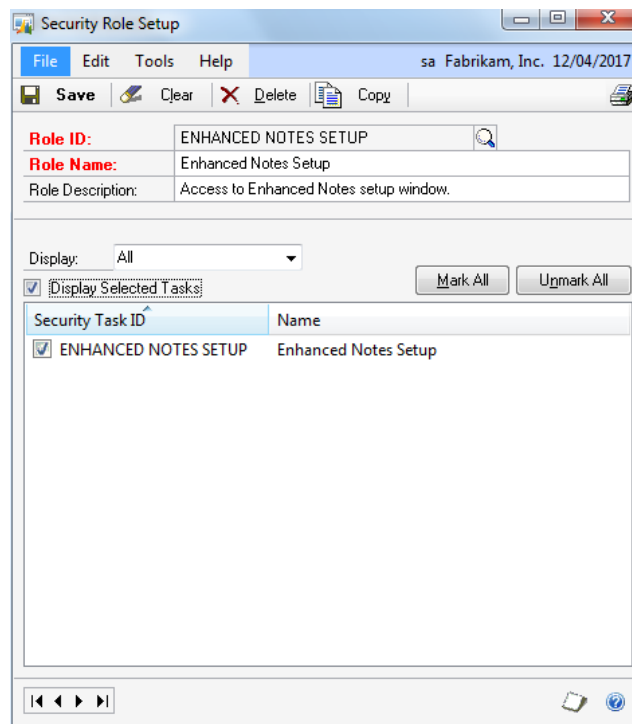 Security Role Setup
File Edit Tools Help sa Fabrikam, Inc. 12/04/2017
Save Clear Delete Copy
Role ID: ENHANCED NOTES SETUP
Role Name: Enhanced Notes Setup
Role Description: Access to Enhanced Notes setup window.
Display: All
Display Selected Tasks Mark All Unmark All
Security Task ID Name
ENHANCED NOTES SETUP Enhanced Notes Setup